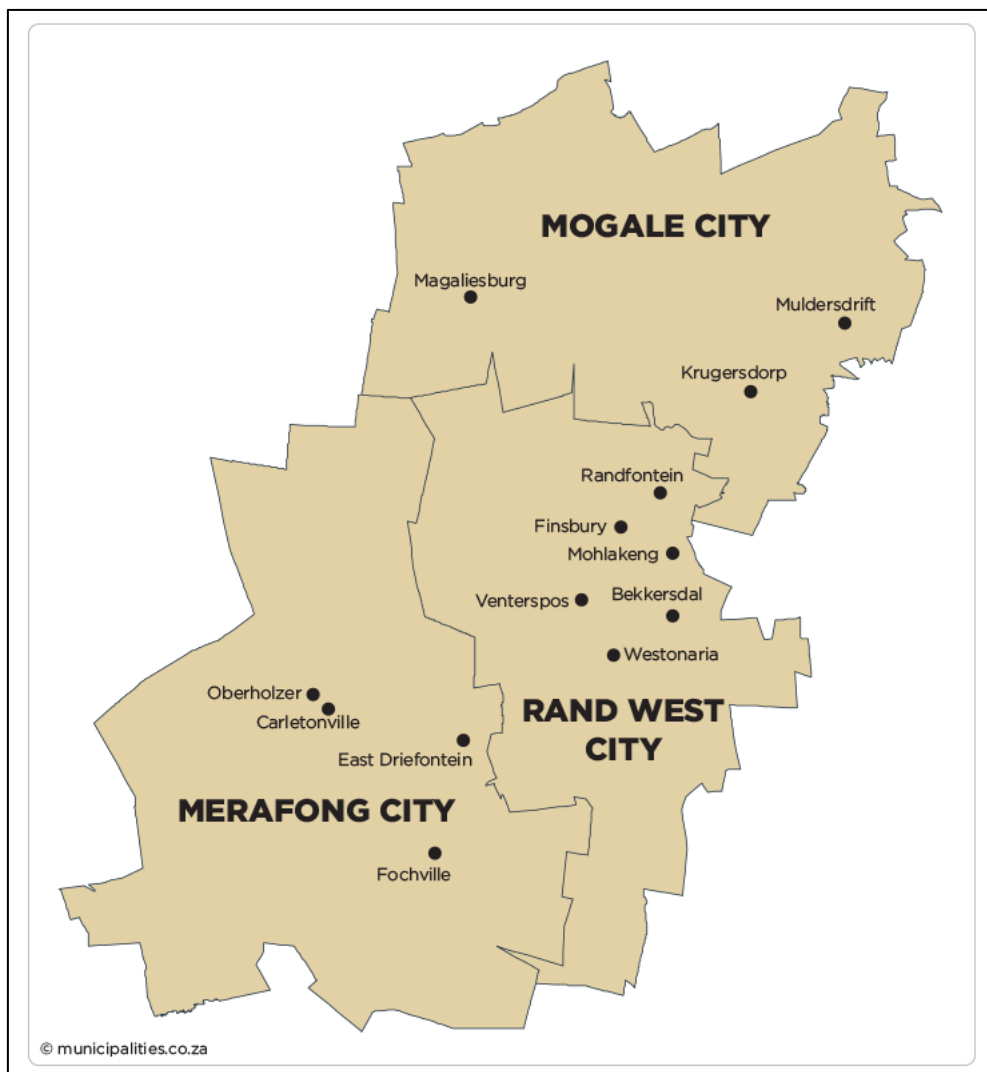 MOGALE CITY
Magaliesburg
Muldersdrift
Krugersdorp
Randfontein
Finsbury
Mohlakeng
Bekkersdal
Venterspos
Westonaria
Oberholzer
Carletonville
RAND WEST
CITY
East Driefontein
MERAFONG CITY
Fochville
© municipalities.co.za